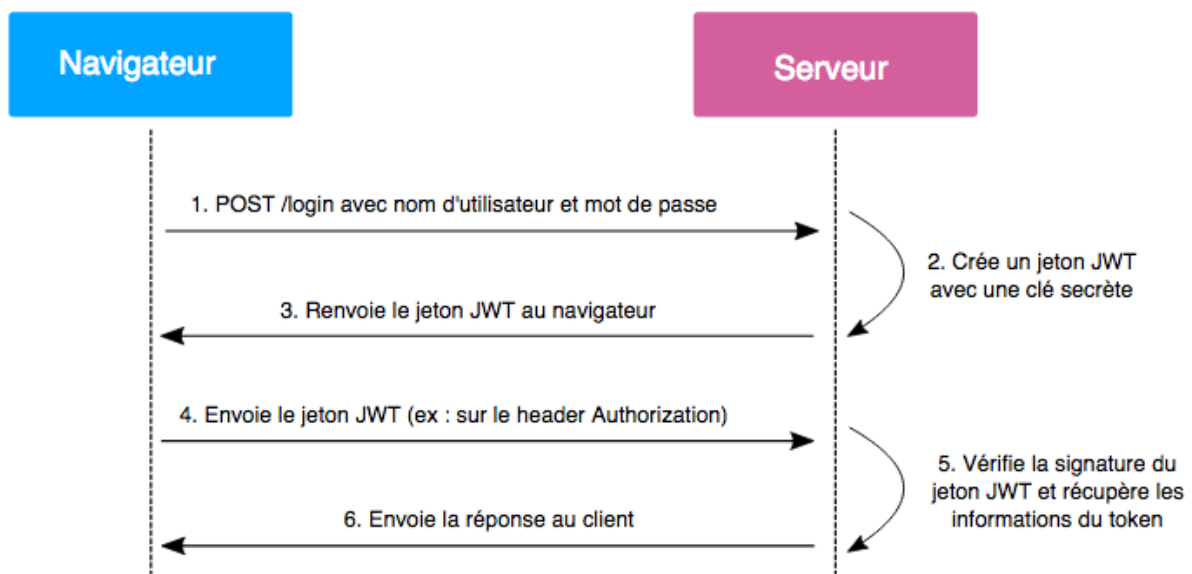 Navigateur
Serveur
1. POST /login avec nom d'utilisateur et mot de passe
2. Crée un jeton JWT
avec une clé secrète
3. Renvoie le jeton JWT au navigateur
4. Envoie le jeton JWT (ex : sur le header Authorization)
5. Vérifie la signature du
jeton JWT et récupère les
informations du token
6. Envoie la réponse au client